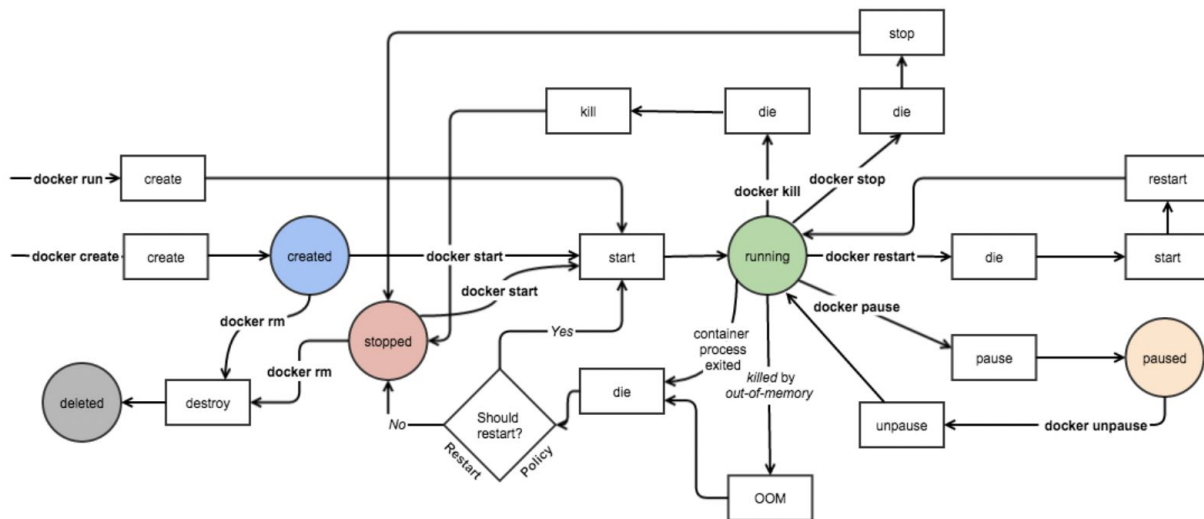 stop
kill
die
die
docker run
create
docker kill
docker stop
restart
docker create
create
created
docker start
start
running
docker restart
die
start
docker start
docker pause
docker rm
stopped
Yes
container
process
exited
pause
paused
docker rm
killed by
out-of-memory
deleted
destroy
No
Should
restart?
Restart
Policy
die
unpause
docker unpause
OOM